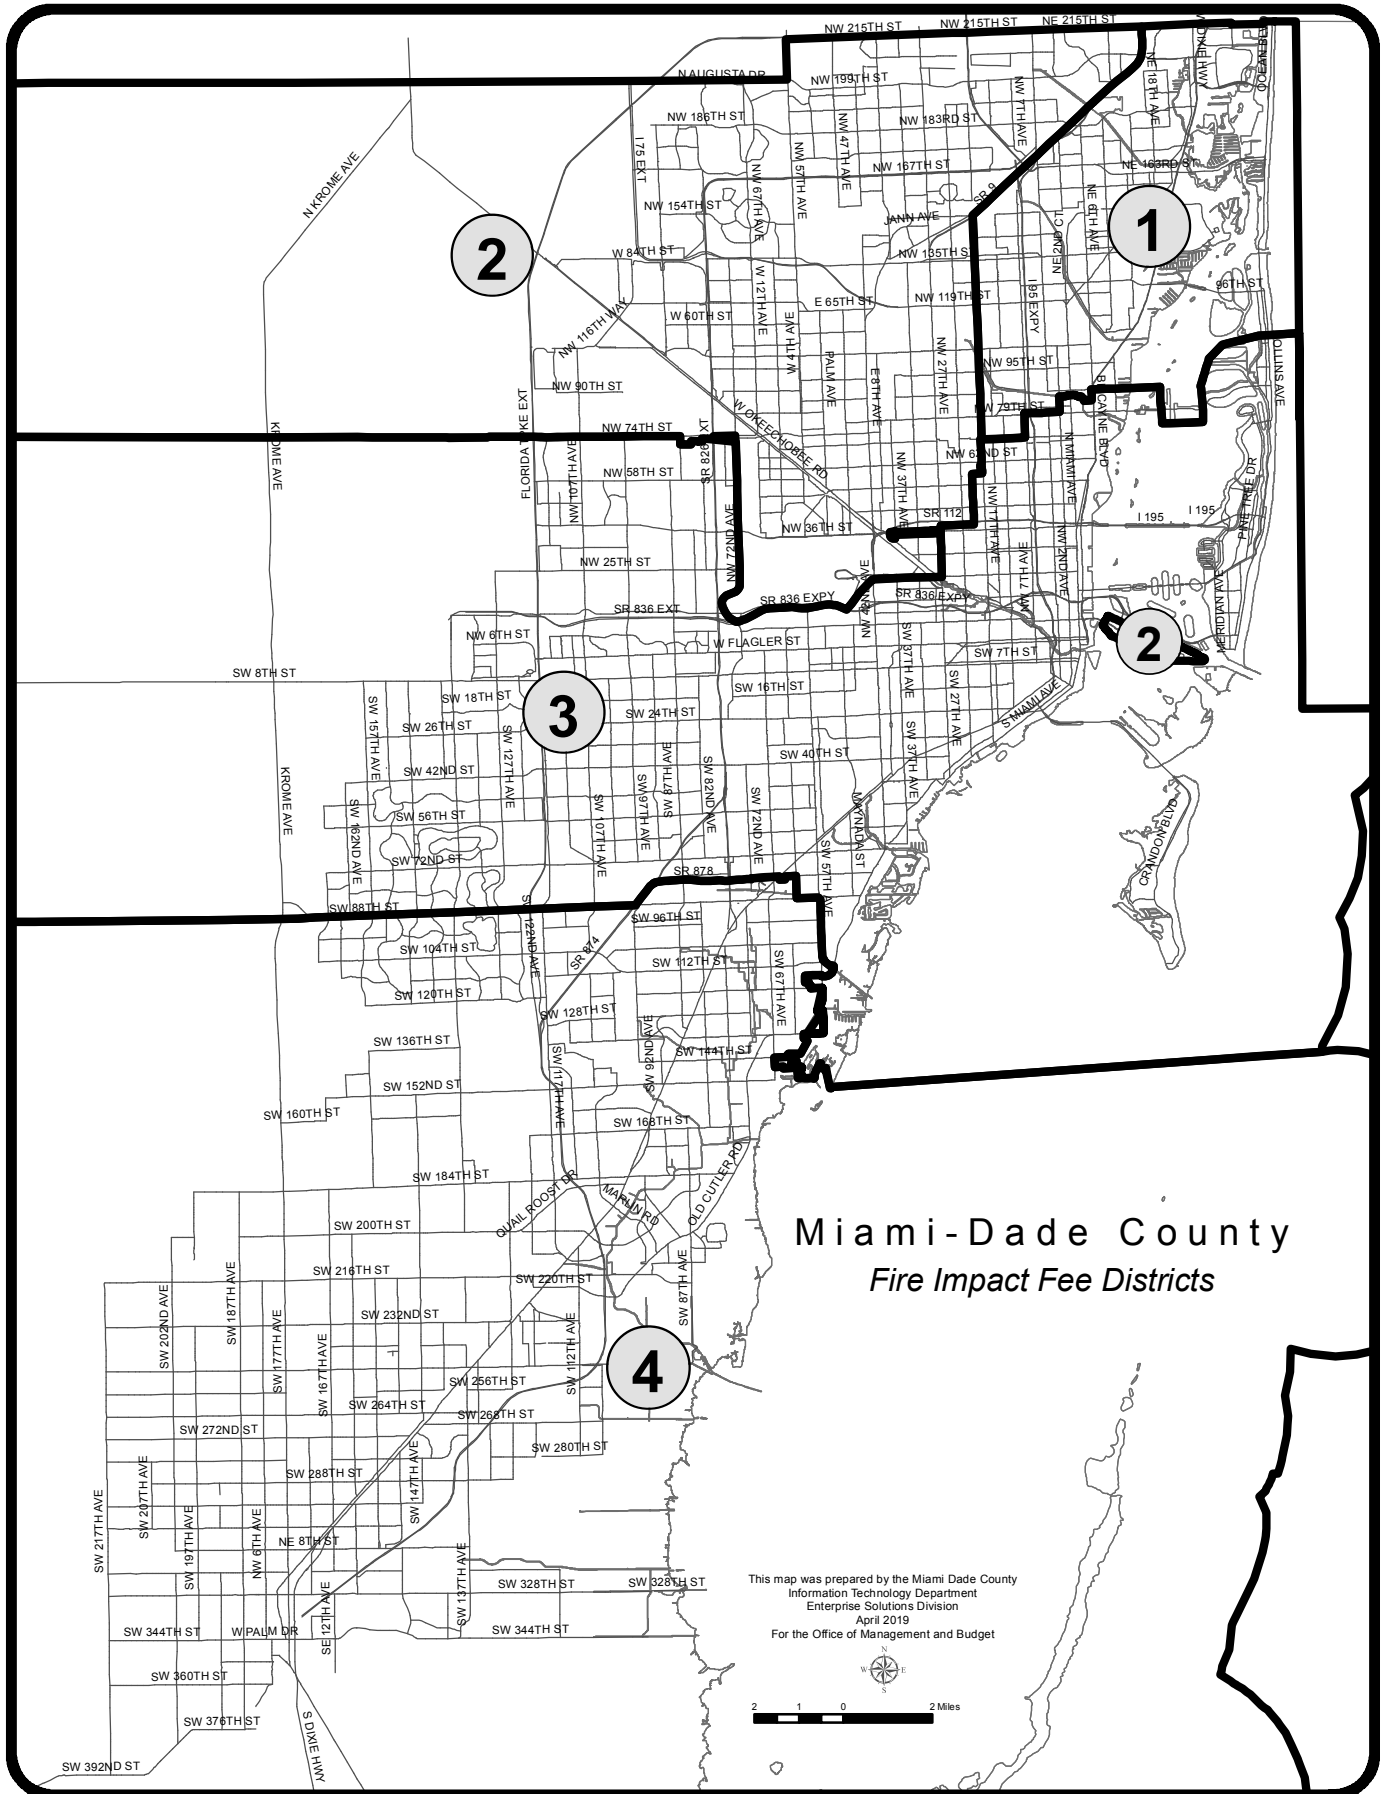 NW 215TH ST
NW 215TH ST
NE 215TH ST
N AUGUSTA DR
NW 199TH ST
NE 18TH AVE
DIXIE HWY
NW 186TH ST
NW 183RD ST
NW 7TH AVE
NW 47TH AVE
I 75 EXT
NW 57TH AVE
NW 167TH ST
NE 163RD ST
N KROME AVE
NW 67TH AVE
NW 154TH ST
JANN AVE
SR 9
NE 6TH AVE
NE 2ND CT
1
2
W 84TH ST
NW 135TH ST
W 12TH AVE
96TH ST
E 65TH ST
NW 119TH ST
I 95 EXPY
W 60TH ST
NW 116TH WAY
W 4TH AVE
PALM AVE
E 8TH AVE
NW 27TH AVE
NW 95TH ST
NW 90TH ST
NW 79TH ST
FLORIDA TPKE EXT
KROME AVE
NW 74TH ST
SR 826 EXT
W OKEECHOBEE RD
NW 62ND ST
N MIAMI AVE
NW 107TH AVE
NW 58TH ST
NW 37TH AVE
PINE TREE DR
NW 17TH AVE
SR 112
I 195
I 195
NW 36TH ST
NW 72ND AVE
NW 25TH ST
NW 7TH AVE
NW 2ND AVE
NW 42ND AVE
MERIDIAN AVE
SR 836 EXPY
SR 836 EXPY
SR 836 EXT
NW 6TH ST
W FLAGLER ST
2
SW 8TH ST
SW 7TH ST
SW 37TH AVE
SW 27TH AVE
SW 16TH ST
SW 18TH ST
SW 157TH AVE
S MIAMI AVE
3
SW 24TH ST
SW 26TH ST
SW 127TH AVE
SW 37TH AVE
SW 40TH ST
SW 42ND ST
KROME AVE
SW 87TH AVE
SW 82ND AVE
SW 97TH AVE
SW 107TH AVE
SW 72ND AVE
MAYNADA ST
SW 162ND AVE
SW 56TH ST
CRANDON BLVD
SW 57TH AVE
SW 72ND ST
SR 878
SW 88TH ST
SW 96TH ST
SW 122ND AVE
SW 104TH ST
SR 874
SW 112TH ST
SW 67TH AVE
SW 120TH ST
SW 128TH ST
SW 92ND AVE
SW 136TH ST
SW 144TH ST
SW 117TH AVE
SW 152ND ST
SW 160TH ST
SW 168TH ST
SW 184TH ST
OLD CUTLER RD
QUAIL ROOST DR
MARLIN RD
SW 200TH ST
Miami-Dade County
Fire Impact Fee Districts
SW 216TH ST
SW 220TH ST
SW 87TH AVE
SW 187TH AVE
SW 202ND AVE
SW 232ND ST
SW 177TH AVE
SW 167TH AVE
SW 112TH AVE
4
SW 256TH ST
SW 264TH ST
SW 268TH ST
SW 272ND ST
SW 280TH ST
SW 288TH ST
SW 147TH AVE
SW 207TH AVE
SW 217TH AVE
SW 197TH AVE
NW 6TH AVE
NE 8TH ST
SW 137TH AVE
SW 328TH ST
SW 328TH ST
SE 12TH AVE
SW 344TH ST
W PALM DR
SW 344TH ST
SW 360TH ST
SW 376TH ST
S DIXIE HWY
SW 392ND ST
This map was prepared by the Miami Dade County
Information Technology Department
Enterprise Solutions Division
April 2019
For the Office of Management and Budget
N
W E
S
2 1 0 2 Miles